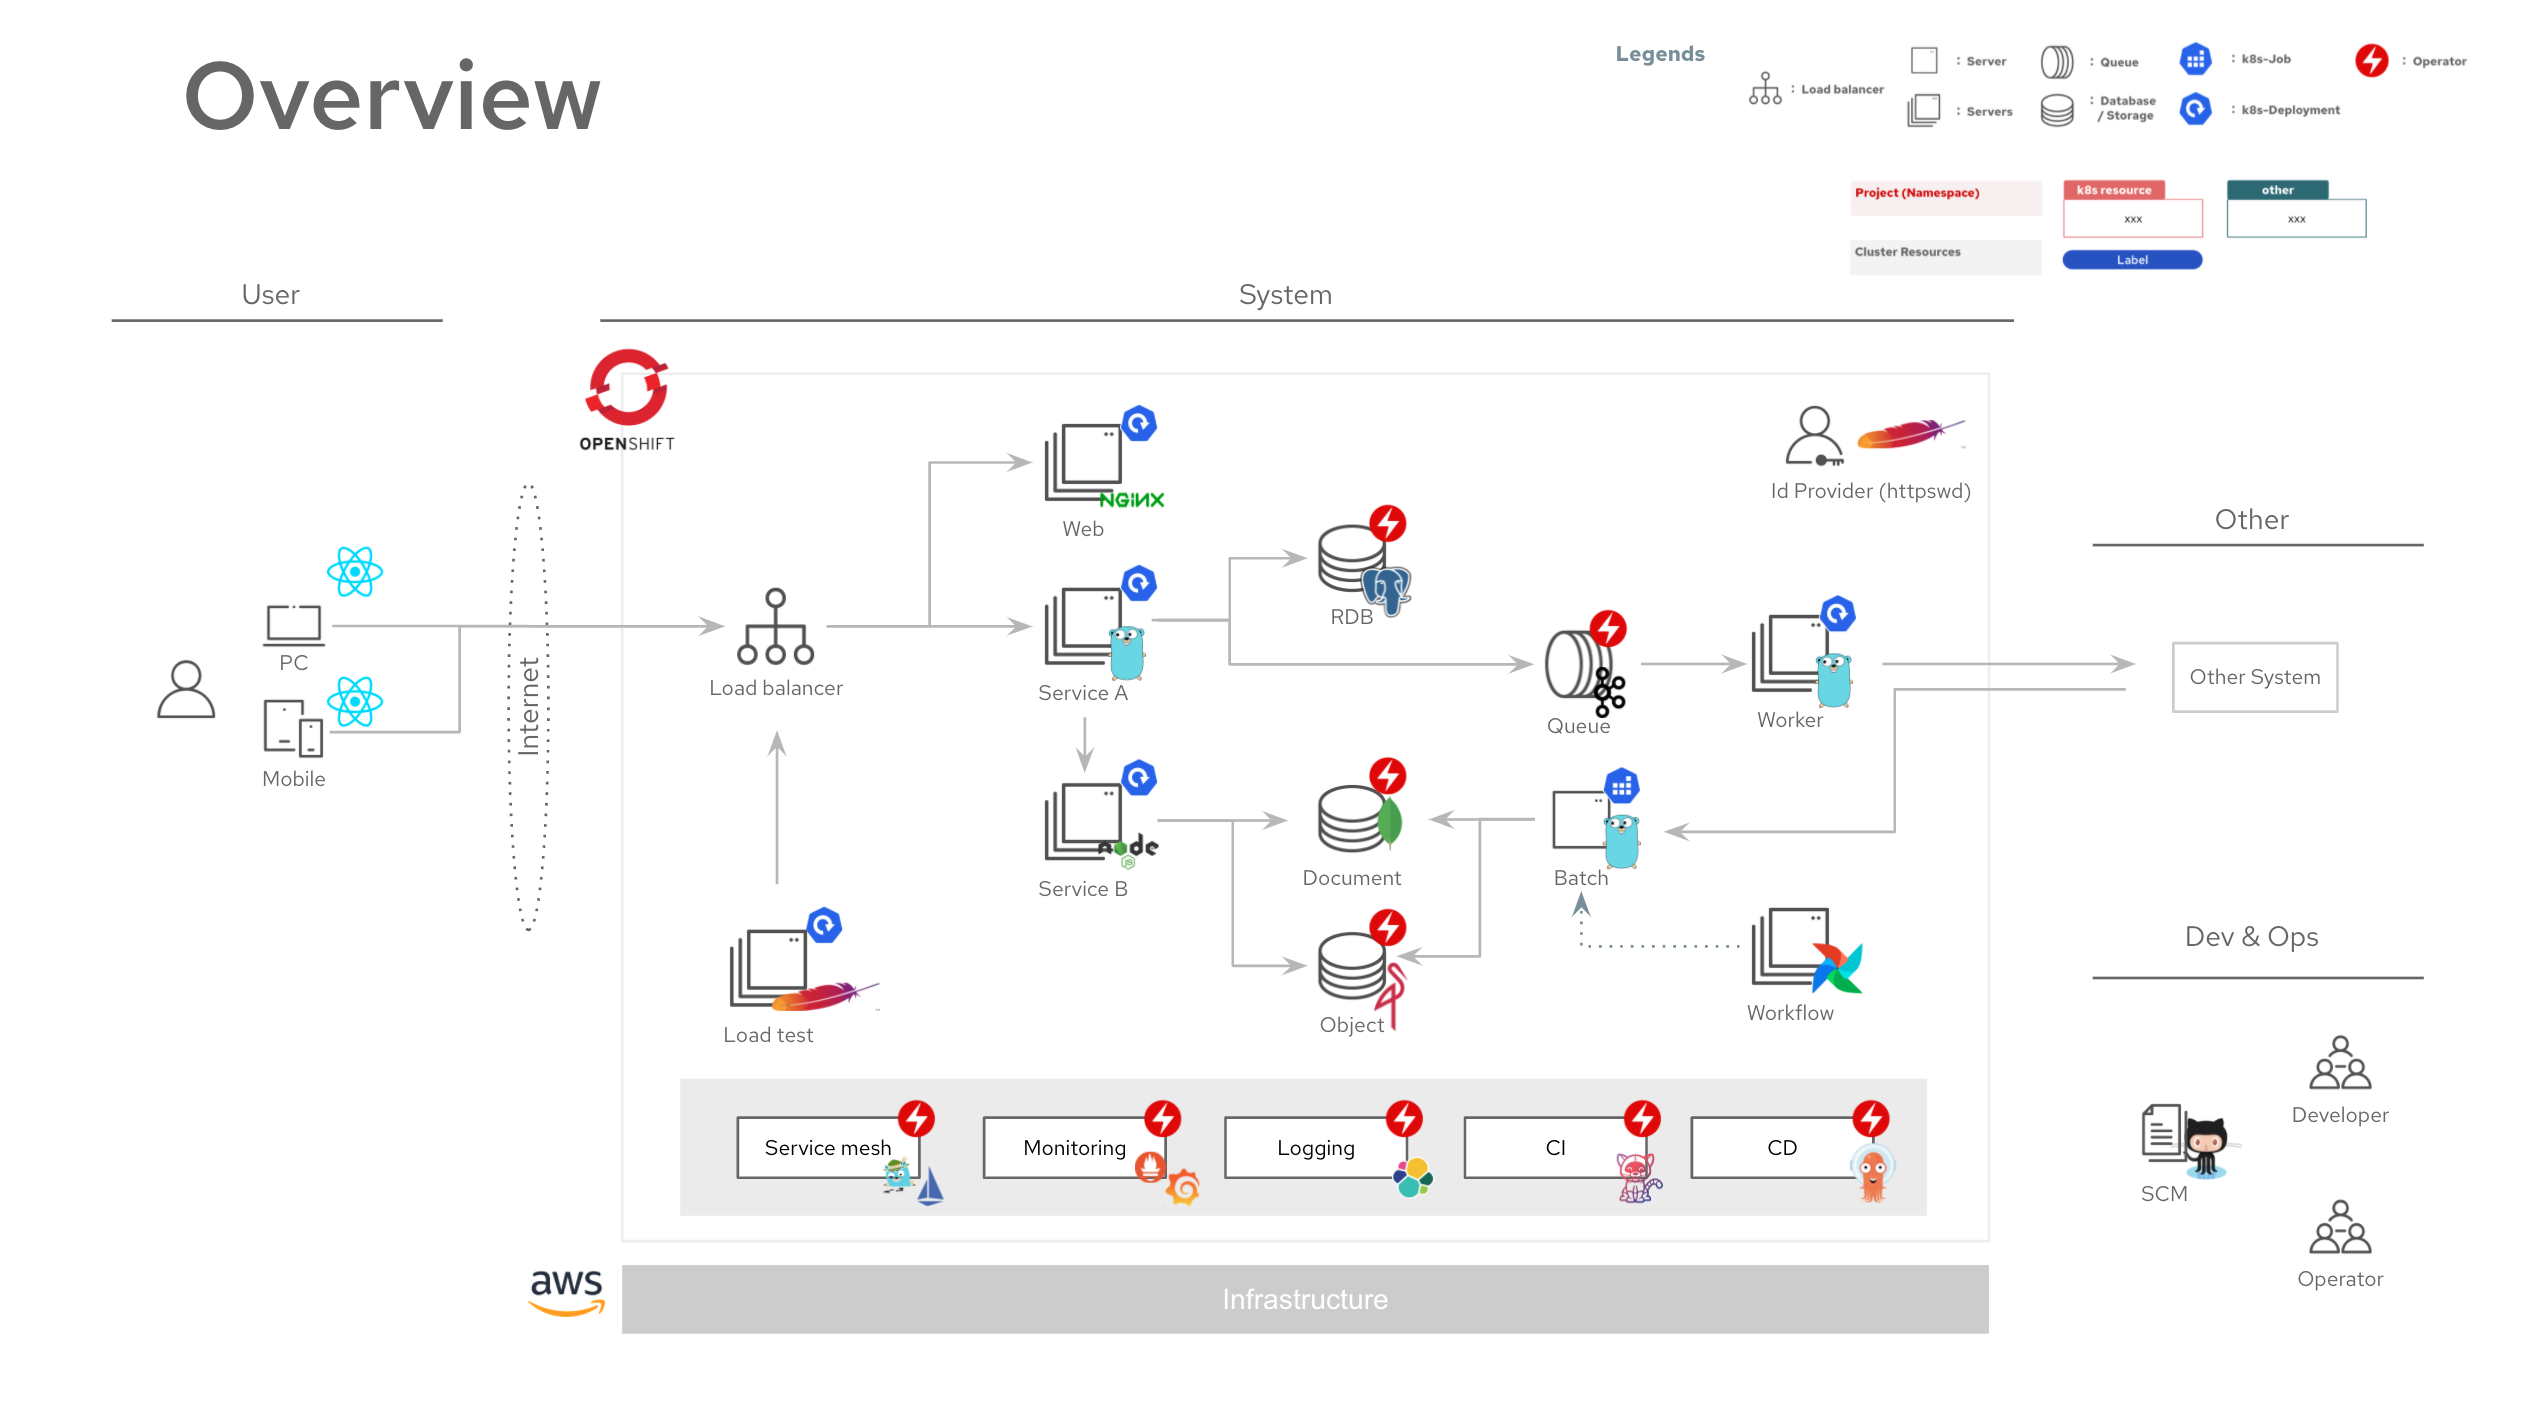 Overview
Legends
: Load balancer
: Server
: Servers
: Queue
: Database
/ Storage
: k8s-Job
: k8s-Deployment
: Operator
Project (Namespace)
k8s resource
xxx
other
xxx
Cluster Resources
Label
User
System
OPENSHIFT
NGINX
Web
Id Provider (httpswd)
Other
PC
Internet
Mobile
Load balancer
Service A
RDB
Queue
Worker
Other System
node
JS
Service B
Document
Batch
Load test
Object
Workflow
Dev & Ops
Service mesh
Monitoring
Logging
CI
CD
Developer
SCM
Operator
aws
Infrastructure